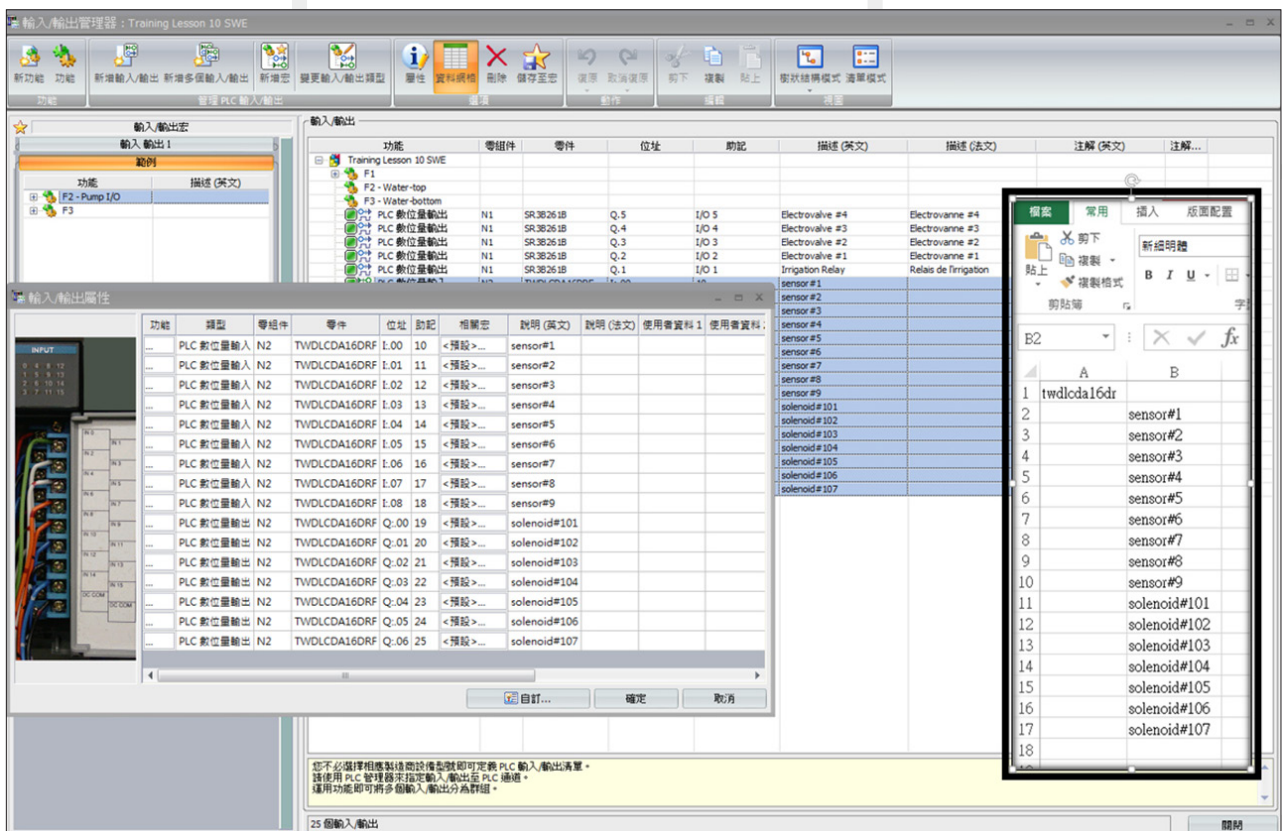 輸入/輸出管理器：Training Lesson 10 SWE
新功能 功能 新增輸入/輸出 新增多個輸入/輸出 新增宏 變更輸入/輸出類型 屬性 資料網格 刪除 儲存至宏 復原 取消復原 剪下 複製 貼上 樹狀結構模式 清單模式
功能 管理 PLC 輸入/輸出 選項 動作 編輯 視圖
輸入/輸出宏
輸入 輸出 1
範例
功能 描述 (英文)
F2 - Pump I/O
F3
輸入/輸出
功能 零組件 零件 位址 助記 描述 (英文) 描述 (法文) 注解 (英文) 注解...
Training Lesson 10 SWE
F1
F2 - Water-top
F3 - Water-bottom
PLC 數位量輸出 N1 SR3B261B Q.5 I/O 5 Electrovalve #4 Electrovanne #4
PLC 數位量輸出 N1 SR3B261B Q.4 I/O 4 Electrovalve #3 Electrovanne #3
PLC 數位量輸出 N1 SR3B261B Q.3 I/O 3 Electrovalve #2 Electrovanne #2
PLC 數位量輸出 N1 SR3B261B Q.2 I/O 2 Electrovalve #1 Electrovanne #1
PLC 數位量輸出 N1 SR3B261B Q.1 I/O 1 Irrigation Relay Relais de l'irrigation
sensor#1
sensor#2
sensor#3
sensor#4
sensor#5
sensor#6
sensor#7
sensor#8
sensor#9
solenoid#101
solenoid#102
solenoid#103
solenoid#104
solenoid#105
solenoid#106
solenoid#107
輸入/輸出屬性
INPUT
功能 類型 零組件 零件 位址 助記 相關宏 說明 (英文) 說明 (法文) 使用者資料 1 使用者資料
... PLC 數位量輸入 N2 TWDLCDA16DRF I:.00 10 <預設>... sensor#1
... PLC 數位量輸入 N2 TWDLCDA16DRF I:.01 11 <預設>... sensor#2
... PLC 數位量輸入 N2 TWDLCDA16DRF I:.02 12 <預設>... sensor#3
... PLC 數位量輸入 N2 TWDLCDA16DRF I:.03 13 <預設>... sensor#4
... PLC 數位量輸入 N2 TWDLCDA16DRF I:.04 14 <預設>... sensor#5
... PLC 數位量輸入 N2 TWDLCDA16DRF I:.05 15 <預設>... sensor#6
... PLC 數位量輸入 N2 TWDLCDA16DRF I:.06 16 <預設>... sensor#7
... PLC 數位量輸入 N2 TWDLCDA16DRF I:.07 17 <預設>... sensor#8
... PLC 數位量輸入 N2 TWDLCDA16DRF I:.08 18 <預設>... sensor#9
... PLC 數位量輸出 N2 TWDLCDA16DRF Q:.00 19 <預設>... solenoid#101
... PLC 數位量輸出 N2 TWDLCDA16DRF Q:.01 20 <預設>... solenoid#102
... PLC 數位量輸出 N2 TWDLCDA16DRF Q:.02 21 <預設>... solenoid#103
... PLC 數位量輸出 N2 TWDLCDA16DRF Q:.03 22 <預設>... solenoid#104
... PLC 數位量輸出 N2 TWDLCDA16DRF Q:.04 23 <預設>... solenoid#105
... PLC 數位量輸出 N2 TWDLCDA16DRF Q:.05 24 <預設>... solenoid#106
... PLC 數位量輸出 N2 TWDLCDA16DRF Q:.06 25 <預設>... solenoid#107
自訂... 確定 取消
檔案 常用 插入 版面配置
剪下
複製
貼上 複製格式
剪貼簿
新細明體
B I U
B2 fx
A B
1 twdlcda16dr
2 sensor#1
3 sensor#2
4 sensor#3
5 sensor#4
6 sensor#5
7 sensor#6
8 sensor#7
9 sensor#8
10 sensor#9
11 solenoid#101
12 solenoid#102
13 solenoid#103
14 solenoid#104
15 solenoid#105
16 solenoid#106
17 solenoid#107
18
您不必選擇相應製造商設備型號即可定義 PLC 輸入/輸出清單。
請使用 PLC 管理器來指定輸入/輸出至 PLC 通道。
運用功能即可將多個輸入/輸出分為群組。
25 個輸入/輸出
關閉